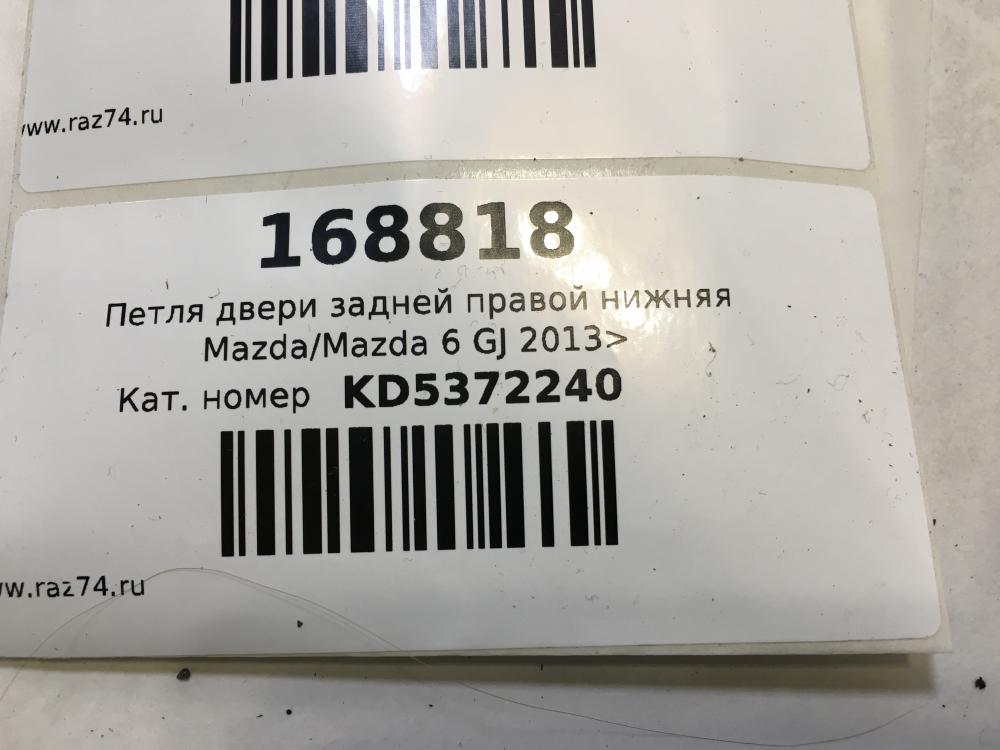 www.raz74.ru
168818
Петля двери задней правой нижняя
Mazda/Mazda 6 GJ 2013>
Кат. номер KD5372240
www.raz74.ru